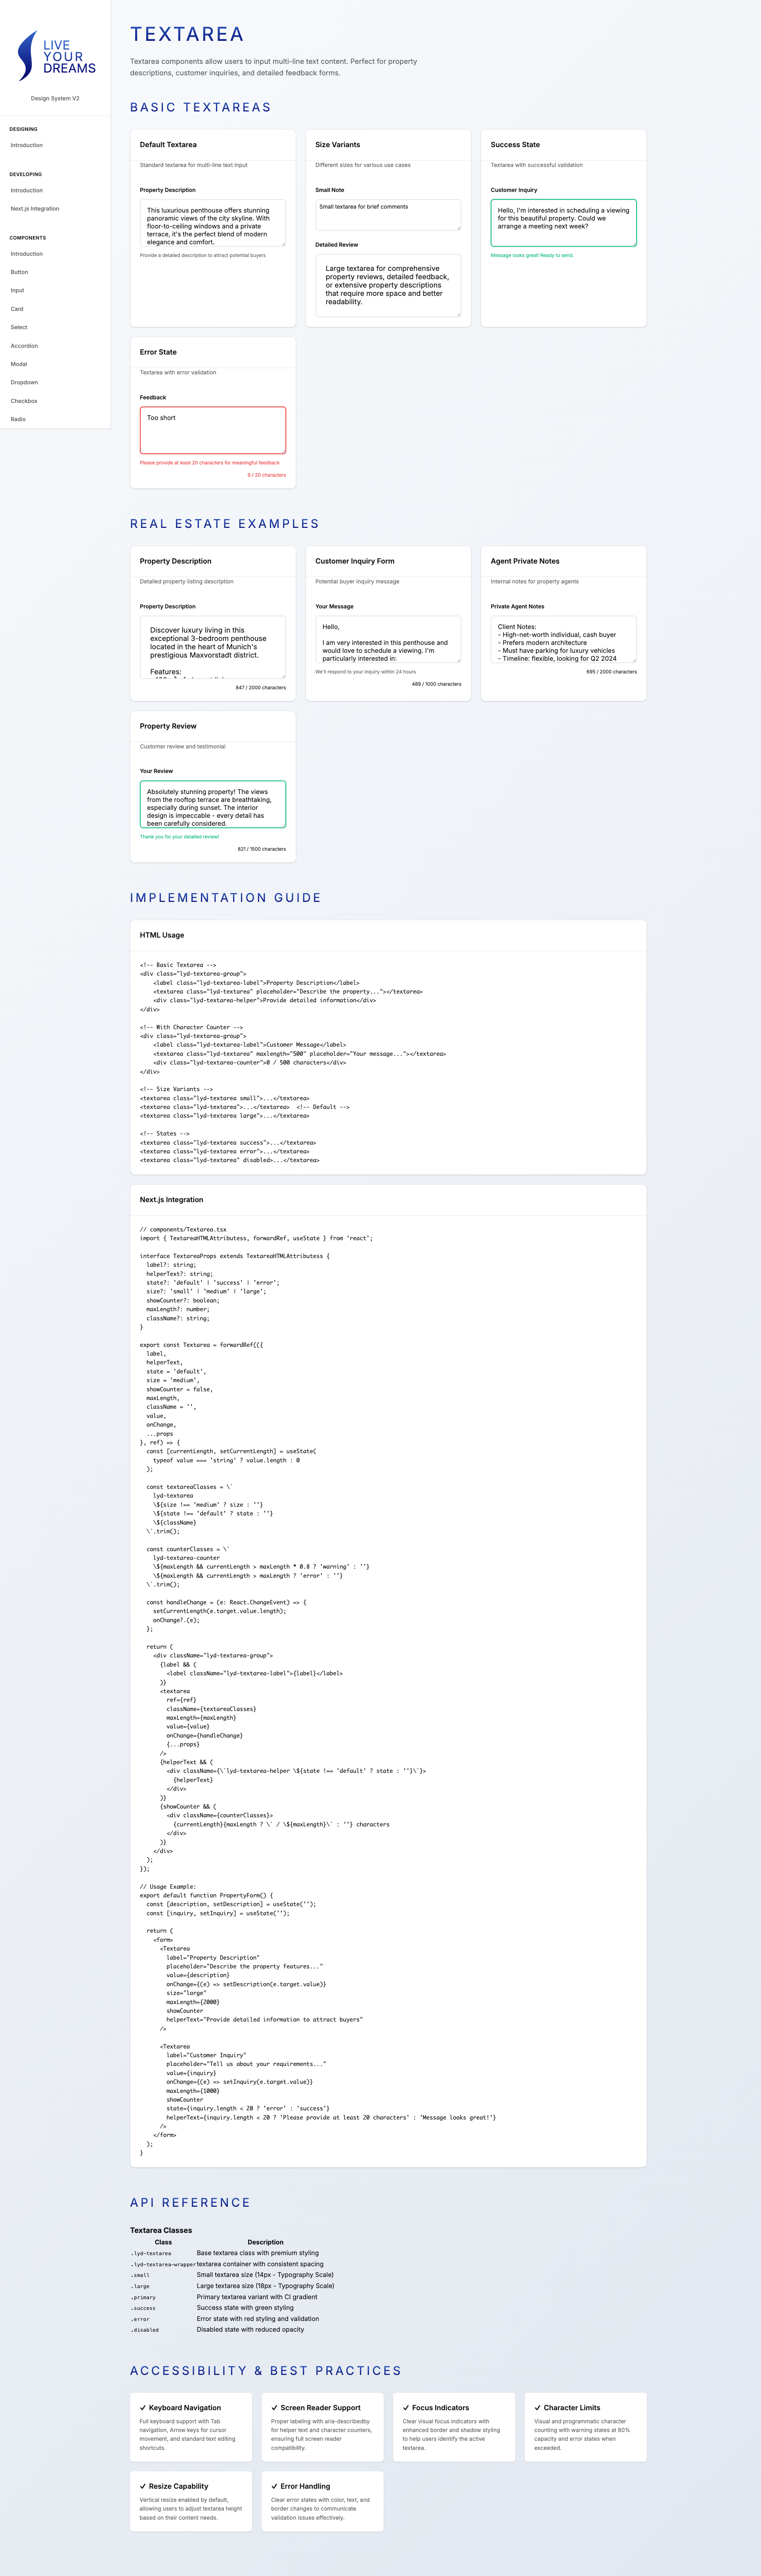 LIVE
YOUR
DREAMS
Design System V2
DESIGNING
Introduction
DEVELOPING
Introduction
Next.js Integration
COMPONENTS
Introduction
Button
Input
Card
Select
Accordion
Modal
Dropdown
Checkbox
Radio
TEXTAREA
Textarea components allow users to input multi-line text content. Perfect for property
descriptions, customer inquiries, and detailed feedback forms.
BASIC TEXTAREAS
Default Textarea
Standard textarea for multi-line text input
Property Description
This luxurious penthouse offers stunning
panoramic views of the city skyline. With
floor-to-ceiling windows and a private
terrace, it's the perfect blend of modern
elegance and comfort.
Provide a detailed description to attract potential buyers
Size Variants
Different sizes for various use cases
Small Note
Small textarea for brief comments
Detailed Review
Large textarea for comprehensive
property reviews, detailed feedback,
or extensive property descriptions
that require more space and better
readability.
Success State
Textarea with successful validation
Customer Inquiry
Hello, I'm interested in scheduling a viewing
for this beautiful property. Could we
arrange a meeting next week?
Message looks great! Ready to send.
Error State
Textarea with error validation
Feedback
Too short
Please provide at least 20 characters for meaningful feedback
9 / 20 characters
REAL ESTATE EXAMPLES
Property Description
Detailed property listing description
Property Description
Discover luxury living in this
exceptional 3-bedroom penthouse
located in the heart of Munich's
prestigious Maxvorstadt district.
Features:
847 / 2000 characters
Customer Inquiry Form
Potential buyer inquiry message
Your Message
Hello,
I am very interested in this penthouse and
would love to schedule a viewing. I'm
particularly interested in:
We'll respond to your inquiry within 24 hours
489 / 1000 characters
Agent Private Notes
Internal notes for property agents
Private Agent Notes
Client Notes:
- High-net-worth individual, cash buyer
- Prefers modern architecture
- Must have parking for luxury vehicles
- Timeline: flexible, looking for Q2 2024
695 / 2000 characters
Property Review
Customer review and testimonial
Your Review
Absolutely stunning property! The views
from the rooftop terrace are breathtaking,
especially during sunset. The interior
design is impeccable - every detail has
been carefully considered.
Thank you for your detailed review!
821 / 1500 characters
IMPLEMENTATION GUIDE
HTML Usage
<!-- Basic Textarea -->
<div class="lyd-textarea-group">
<label class="lyd-textarea-label">Property Description</label>
<textarea class="lyd-textarea" placeholder="Describe the property..."></textarea>
<div class="lyd-textarea-helper">Provide detailed information</div>
</div>
<!-- With Character Counter -->
<div class="lyd-textarea-group">
<label class="lyd-textarea-label">Customer Message</label>
<textarea class="lyd-textarea" maxlength="500" placeholder="Your message..."></textarea>
<div class="lyd-textarea-counter">0 / 500 characters</div>
</div>
<!-- Size Variants -->
<textarea class="lyd-textarea small">...</textarea>
<textarea class="lyd-textarea">...</textarea> <!-- Default -->
<textarea class="lyd-textarea large">...</textarea>
<!-- States -->
<textarea class="lyd-textarea success">...</textarea>
<textarea class="lyd-textarea error">...</textarea>
<textarea class="lyd-textarea" disabled>...</textarea>
Next.js Integration
// components/Textarea.tsx
import { TextareaHTMLAttributess, forwardRef, useState } from 'react';
interface TextareaProps extends TextareaHTMLAttributess {
label?: string;
helperText?: string;
state?: 'default' | 'success' | 'error';
size?: 'small' | 'medium' | 'large';
showCounter?: boolean;
maxLength?: number;
className?: string;
}
export const Textarea = forwardRef(({
label,
helperText,
state = 'default',
size = 'medium',
showCounter = false,
maxLength,
className = '',
value,
onChange,
...props
}, ref) => {
const [currentLength, setCurrentLength] = useState(
typeof value === 'string' ? value.length : 0
);
const textareaClasses = \`
lyd-textarea
\${size !== 'medium' ? size : ''}
\${state !== 'default' ? state : ''}
\${className}
\`.trim();
const counterClasses = \`
lyd-textarea-counter
\${maxLength && currentLength > maxLength * 0.8 ? 'warning' : ''}
\${maxLength && currentLength > maxLength ? 'error' : ''}
\`.trim();
const handleChange = (e: React.ChangeEvent) => {
setCurrentLength(e.target.value.length);
onChange?.(e);
};
return (
<div className="lyd-textarea-group">
{label && (
<label className="lyd-textarea-label">{label}</label>
)}
<textarea
ref={ref}
className={textareaClasses}
maxLength={maxLength}
value={value}
onChange={handleChange}
{...props}
/>
{helperText && (
<div className={\`lyd-textarea-helper \${state !== 'default' ? state : ''}\`}>
{helperText}
</div>
)}
{showCounter && (
<div className={counterClasses}>
{currentLength}{maxLength ? \` / \${maxLength}\` : ''} characters
</div>
)}
</div>
);
});
// Usage Example:
export default function PropertyForm() {
const [description, setDescription] = useState('');
const [inquiry, setInquiry] = useState('');
return (
<form>
<Textarea
label="Property Description"
placeholder="Describe the property features..."
value={description}
onChange={(e) => setDescription(e.target.value)}
size="large"
maxLength={2000}
showCounter
helperText="Provide detailed information to attract buyers"
/>
<Textarea
label="Customer Inquiry"
placeholder="Tell us about your requirements..."
value={inquiry}
onChange={(e) => setInquiry(e.target.value)}
maxLength={1000}
showCounter
state={inquiry.length < 20 ? 'error' : 'success'}
helperText={inquiry.length < 20 ? 'Please provide at least 20 characters' : 'Message looks great!'}
/>
</form>
);
}
API REFERENCE
Textarea Classes
Class Description
.lyd-textarea Base textarea class with premium styling
.lyd-textarea-wrapper textarea container with consistent spacing
.small Small textarea size (14px - Typography Scale)
.large Large textarea size (18px - Typography Scale)
.primary Primary textarea variant with CI gradient
.success Success state with green styling
.error Error state with red styling and validation
.disabled Disabled state with reduced opacity
ACCESSIBILITY & BEST PRACTICES
✓ Keyboard Navigation
Full keyboard support with Tab
navigation, Arrow keys for cursor
movement, and standard text editing
shortcuts.
✓ Screen Reader Support
Proper labeling with aria-describedby
for helper text and character counters,
ensuring full screen reader
compatibility.
✓ Focus Indicators
Clear visual focus indicators with
enhanced border and shadow styling
to help users identify the active
textarea.
✓ Character Limits
Visual and programmatic character
counting with warning states at 80%
capacity and error states when
exceeded.
✓ Resize Capability
Vertical resize enabled by default,
allowing users to adjust textarea height
based on their content needs.
✓ Error Handling
Clear error states with color, text, and
border changes to communicate
validation issues effectively.